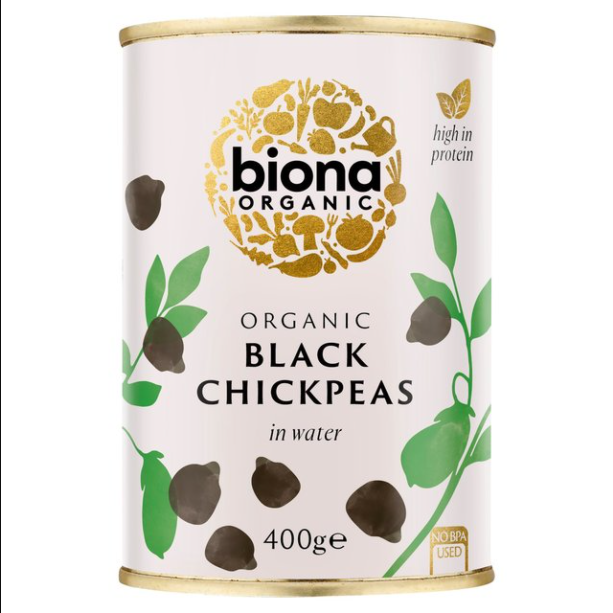 high in
protein
biona
ORGANIC
ORGANIC
BLACK
CHICKPEAS
in water
400g℮
NO BPA
USED